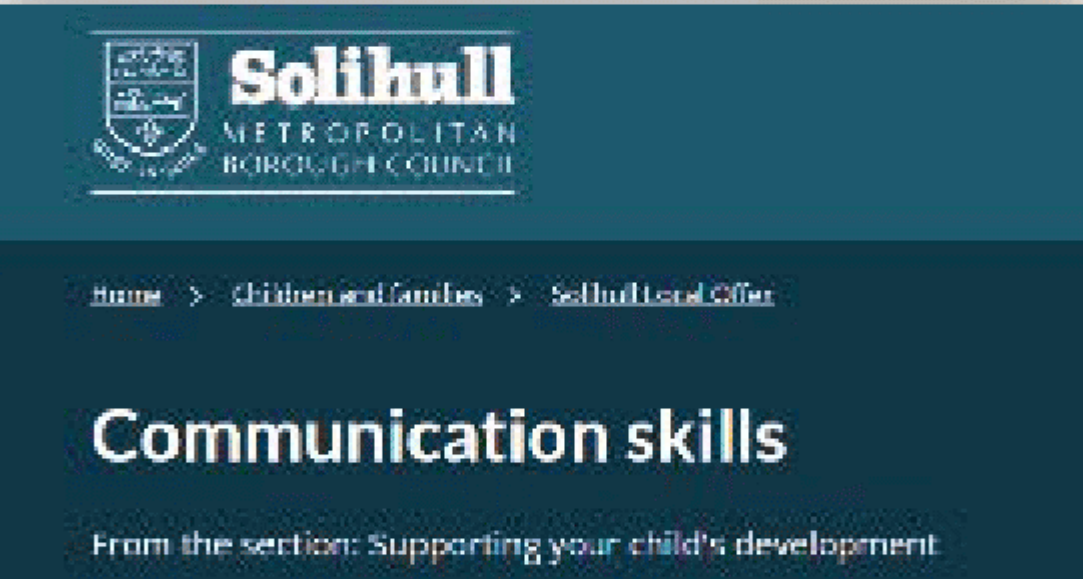 Solihull
METROPOLITAN
BOROUGH COUNCIL
Home > Children and families > Solihull Local Offer
Communication skills
From the section: Supporting your child's development